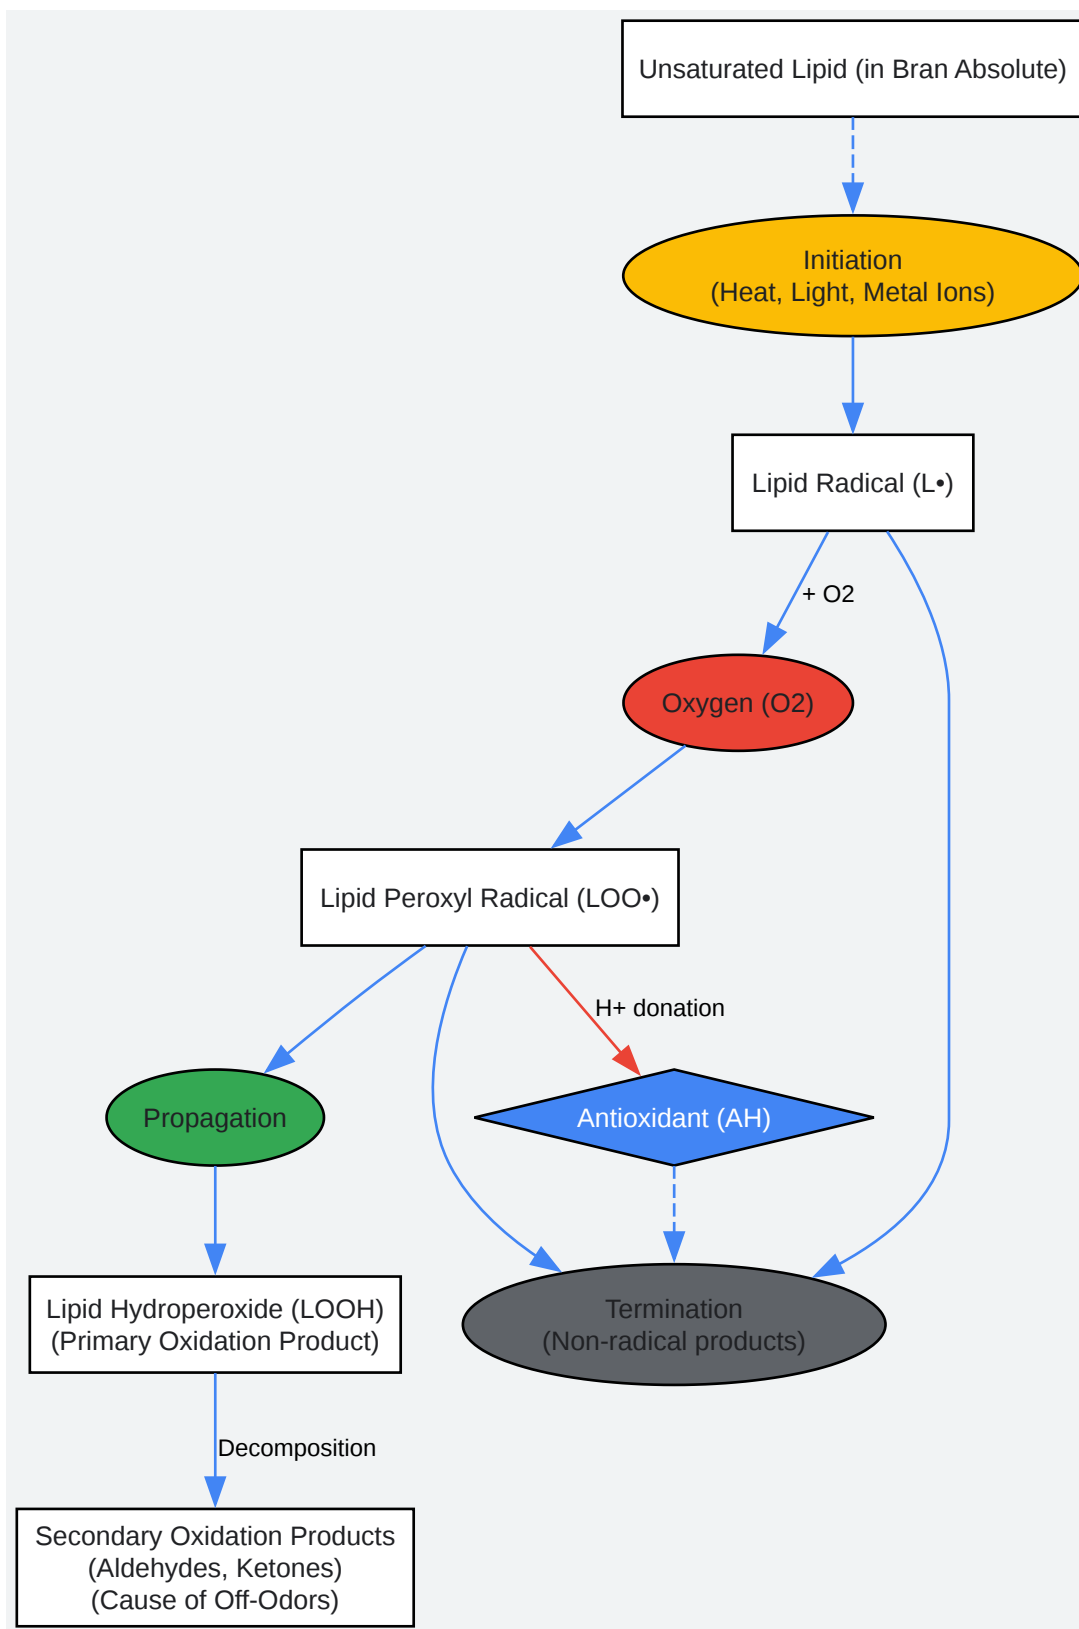 Unsaturated Lipid (in Bran Absolute)
Initiation
(Heat, Light, Metal Ions)
Lipid Radical (L•)
+ O2
Oxygen (O2)
Lipid Peroxyl Radical (LOO•)
H+ donation
Propagation
Antioxidant (AH)
Lipid Hydroperoxide (LOOH)
(Primary Oxidation Product)
Termination
(Non-radical products)
Decomposition
Secondary Oxidation Products
(Aldehydes, Ketones)
(Cause of Off-Odors)